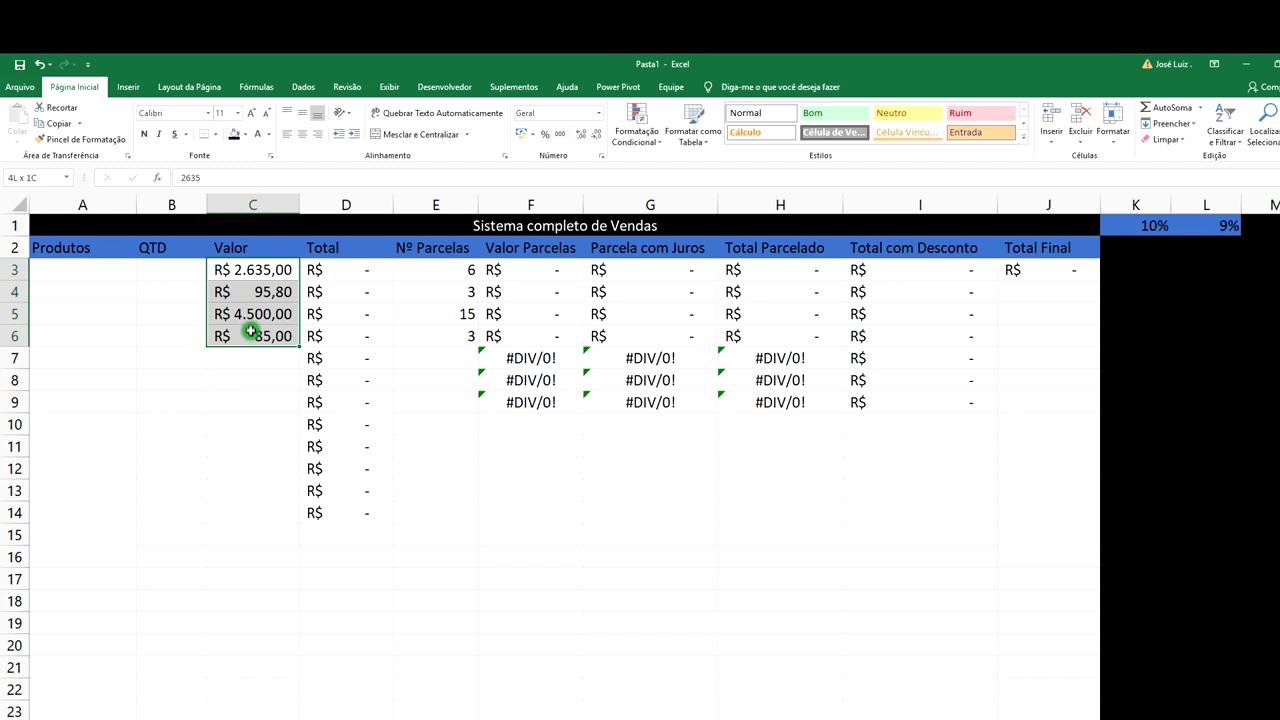 Pasta1 - Excel
José Luiz .
Arquivo Página Inicial Inserir Layout da Página Fórmulas Dados Revisão Exibir Desenvolvedor Suplementos Ajuda Power Pivot Equipe Diga-me o que você deseja fazer
Recortar
Copiar
Pincel de Formatação
Colar
Área de Transferência
Calibri 11
N I S
Fonte
Quebrar Texto Automaticamente
Mesclar e Centralizar
Alinhamento
Geral
% 000
Número
Formatação Condicional
Formatar como Tabela
Normal Bom Neutro Ruim
Cálculo Célula de Ve... Célula Vincu... Entrada
Estilos
Inserir Excluir Formatar
Células
AutoSoma
Preencher
Limpar
Classificar e Filtrar
Edição
4L x 1C fx 2635
A B C D E F G H I J K L M
1 Sistema completo de Vendas 10% 9%
2 Produtos QTD Valor Total Nº Parcelas Valor Parcelas Parcela com Juros Total Parcelado Total com Desconto Total Final
3 R$ 2.635,00 R$ - 6 R$ - R$ - R$ - R$ - R$ -
4 R$ 95,80 R$ - 3 R$ - R$ - R$ - R$ -
5 R$ 4.500,00 R$ - 15 R$ - R$ - R$ - R$ -
6 R$ 85,00 R$ - 3 R$ - R$ - R$ - R$ -
7 R$ - #DIV/0! #DIV/0! #DIV/0! R$ -
8 R$ - #DIV/0! #DIV/0! #DIV/0! R$ -
9 R$ - #DIV/0! #DIV/0! #DIV/0! R$ -
10 R$ -
11 R$ -
12 R$ -
13 R$ -
14 R$ -
15
16
17
18
19
20
21
22
23